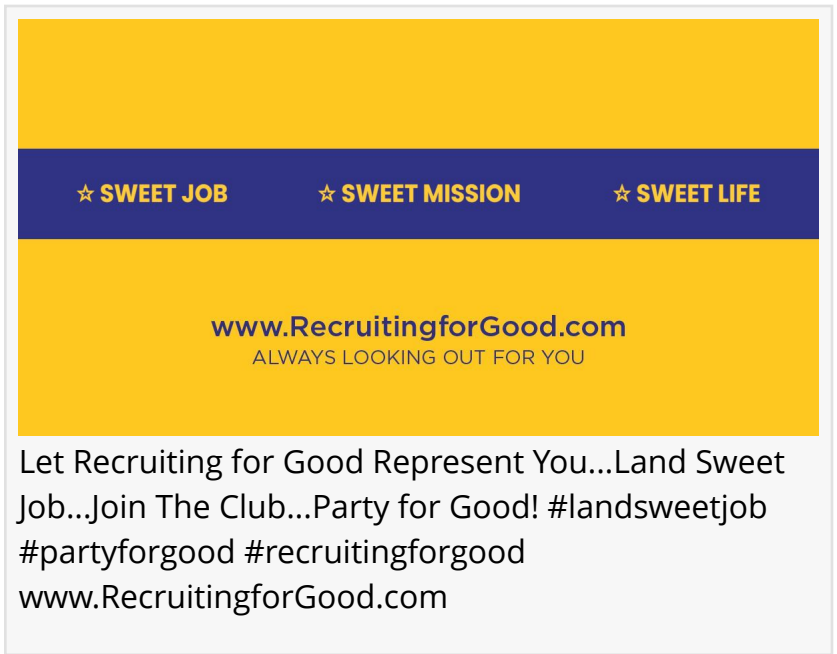 ☆ SWEET JOB ☆ SWEET MISSION ☆ SWEET LIFE
www.RecruitingforGood.com
ALWAYS LOOKING OUT FOR YOU
Let Recruiting for Good Represent You...Land Sweet
Job...Join The Club...Party for Good! #landsweetjob
#partyforgood #recruitingforgood
www.RecruitingforGood.com